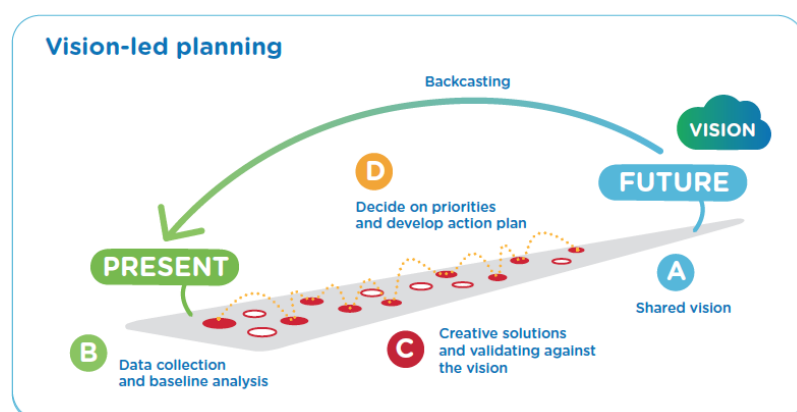 Vision-led planning
Backcasting
VISION
D
FUTURE
Decide on priorities
and develop action plan
PRESENT
A
Shared vision
B
Data collection
and baseline analysis
C
Creative solutions
and validating against
the vision